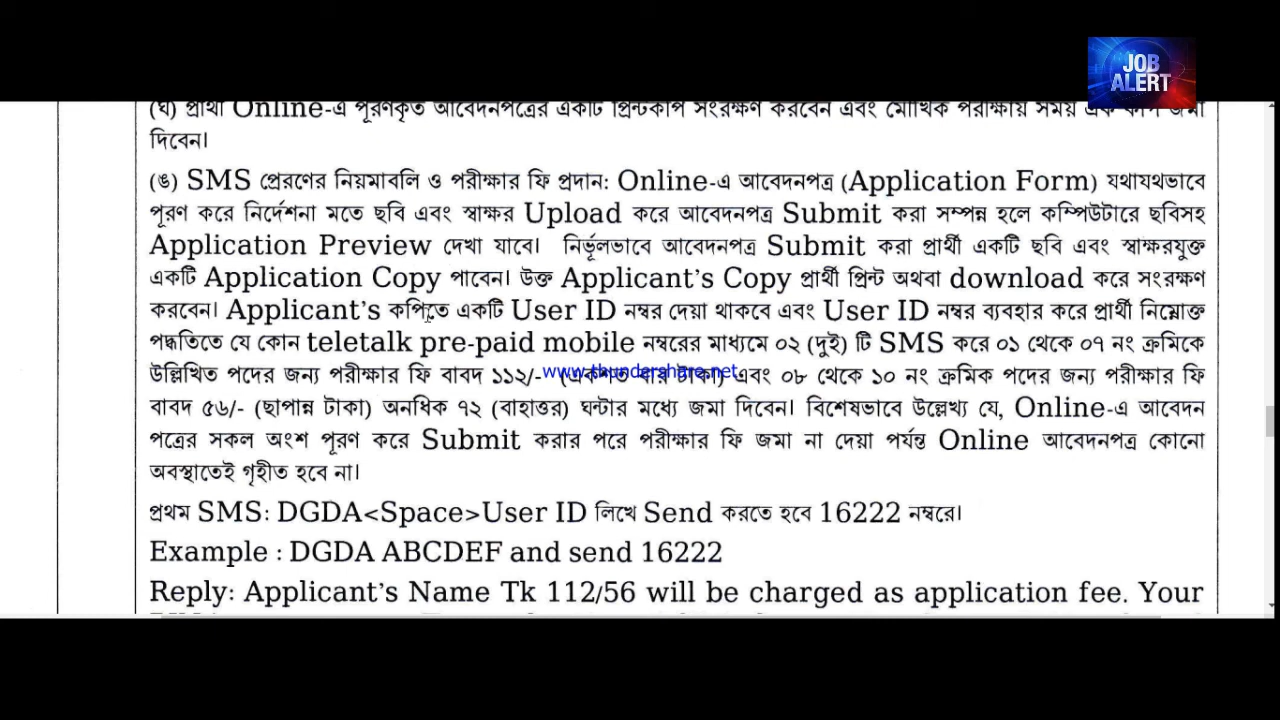 JOB
ALERT
(ঘ) প্রার্থী Online-এ পূরণকৃত আবেদনপত্রের একটি প্রিন্টকপি সংরক্ষণ করবেন এবং মৌখিক পরীক্ষায় সময় এক কপি জমা
দিবেন।
(ঙ) SMS প্রেরণের নিয়মাবলি ও পরীক্ষার ফি প্রদান: Online-এ আবেদনপত্র (Application Form) যথাযথভাবে
পূরণ করে নির্দেশনা মতে ছবি এবং স্বাক্ষর Upload করে আবেদনপত্র Submit করা সম্পন্ন হলে কম্পিউটারে ছবিসহ
Application Preview দেখা যাবে। নির্ভূলভাবে আবেদনপত্র Submit করা প্রার্থী একটি ছবি এবং স্বাক্ষরযুক্ত
একটি Application Copy পাবেন। উক্ত Applicant's Copy প্রার্থী প্রিন্ট অথবা download করে সংরক্ষণ
করবেন। Applicant's কপিতে একটি User ID নম্বর দেয়া থাকবে এবং User ID নম্বর ব্যবহার করে প্রার্থী নিম্নোক্ত
পদ্ধতিতে যে কোন teletalk pre-paid mobile নম্বরের মাধ্যমে ০২ (দুই) টি SMS করে ০১ থেকে ০৭ নং ক্রমিকে
উল্লিখিত পদের জন্য পরীক্ষার ফি বাবদ ১১২/- (একশত বার টাকা) এবং ০৮ থেকে ১০ নং ক্রমিক পদের জন্য পরীক্ষার ফি
www.thundershare.net
বাবদ ৫৬/- (ছাপান্ন টাকা) অনধিক ৭২ (বাহাত্তর) ঘন্টার মধ্যে জমা দিবেন। বিশেষভাবে উল্লেখ্য যে, Online-এ আবেদন
পত্রের সকল অংশ পূরণ করে Submit করার পরে পরীক্ষার ফি জমা না দেয়া পর্যন্ত Online আবেদনপত্র কোনো
অবস্থাতেই গৃহীত হবে না।
প্রথম SMS: DGDA<Space>User ID লিখে Send করতে হবে 16222 নম্বরে।
Example : DGDA ABCDEF and send 16222
Reply: Applicant's Name Tk 112/56 will be charged as application fee. Your